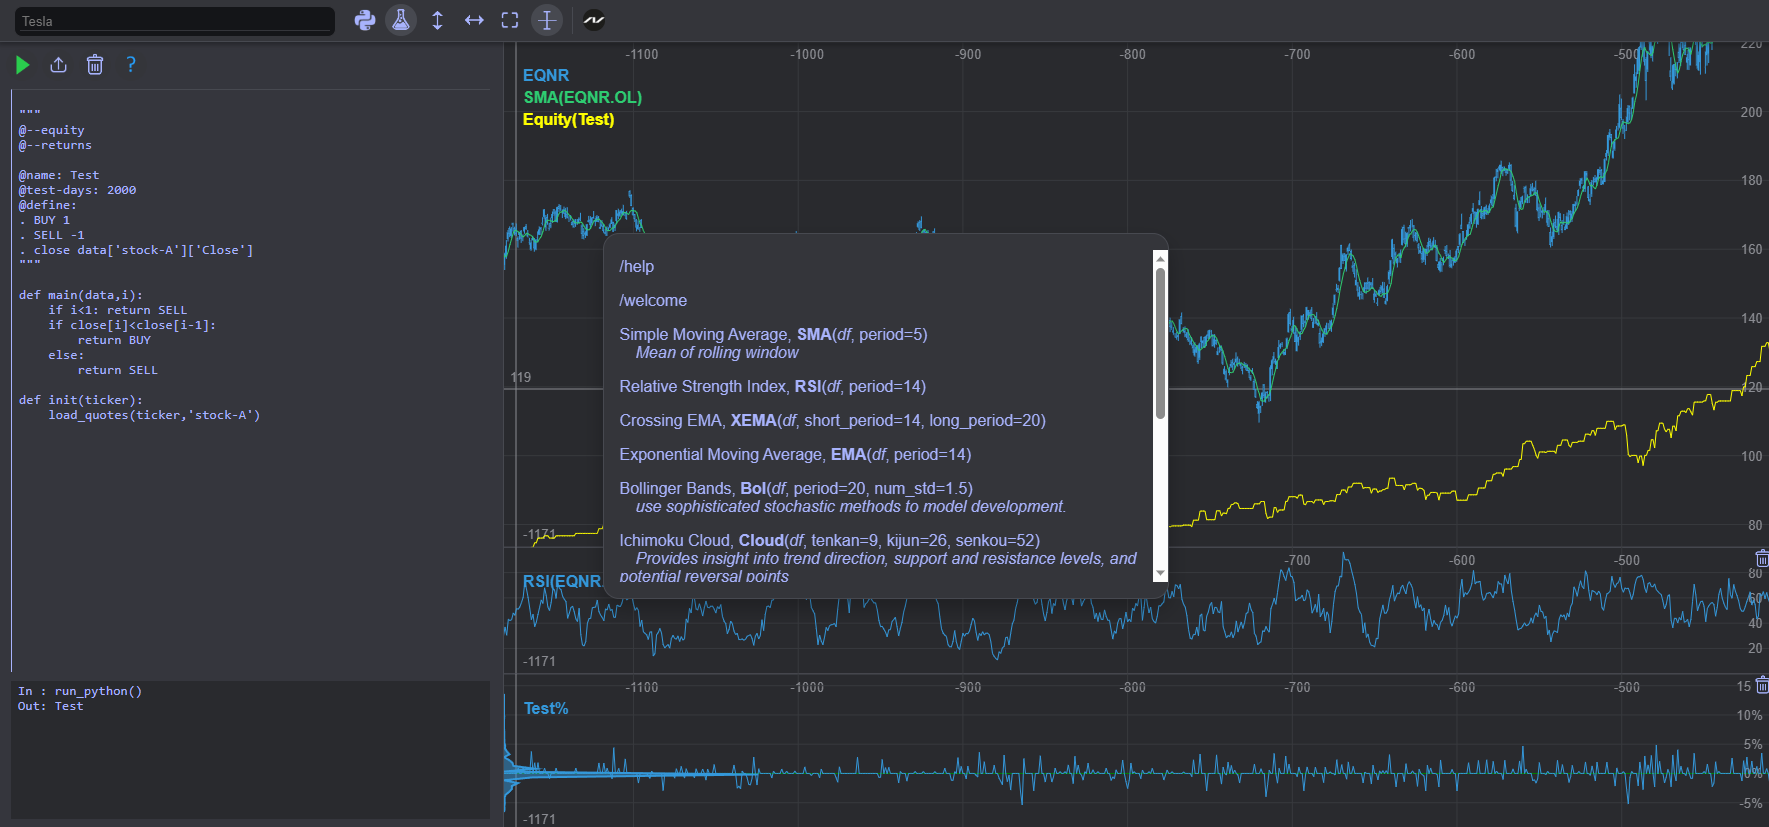 Tesla
?
"""
@--equity
@--returns
@name: Test
@test-days: 2000
@define:
. BUY 1
. SELL -1
. close data['stock-A']['Close']
"""
def main(data,i):
if i<1: return SELL
if close[i]<close[i-1]:
return BUY
else:
return SELL
def init(ticker):
load_quotes(ticker,'stock-A')
In : run_python()
Out: Test
-1100 -1000 -900 -800 -700 -600 -500
EQNR
SMA(EQNR.OL)
Equity(Test)
220
200
180
160
140
120
100
80
119
-1171
/help
/welcome
Simple Moving Average, SMA(df, period=5)
Mean of rolling window
Relative Strength Index, RSI(df, period=14)
Crossing EMA, XEMA(df, short_period=14, long_period=20)
Exponential Moving Average, EMA(df, period=14)
Bollinger Bands, Bol(df, period=20, num_std=1.5)
use sophisticated stochastic methods to model development.
Ichimoku Cloud, Cloud(df, tenkan=9, kijun=26, senkou=52)
Provides insight into trend direction, support and resistance levels, and
potential reversal points
-700 -600 -500
RSI(EQNR.
80
60
40
20
-1171
-1100 -1000 -900 -800 -700 -600 -500
Test%
15
10%
5%
0%
-5%
-1171